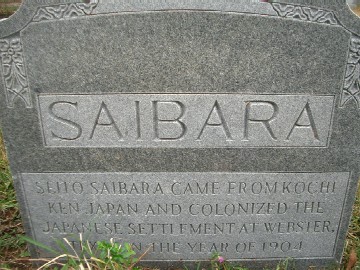 SAIBARA
SEITO SAIBARA CAME FROM KOCHI
KEN JAPAN AND COLONIZED THE
JAPANESE SETTLEMENT AT WEBSTER,
IN THE YEAR OF 1904